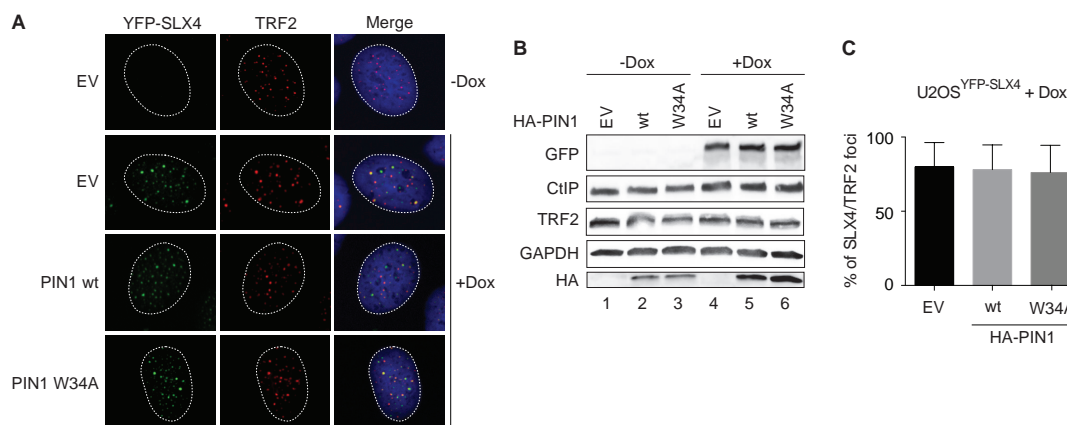 A
YFP-SLX4 TRF2 Merge
EV
-Dox
EV
PIN1 wt
+Dox
PIN1 W34A
B
-Dox +Dox
HA-PIN1 EV wt W34A EV wt W34A
GFP
CtIP
TRF2
GAPDH
HA
1 2 3 4 5 6
C
U2OS YFP-SLX4 + Dox
% of SLX4/TRF2 foci
100
50
0
EV wt W34A
HA-PIN1